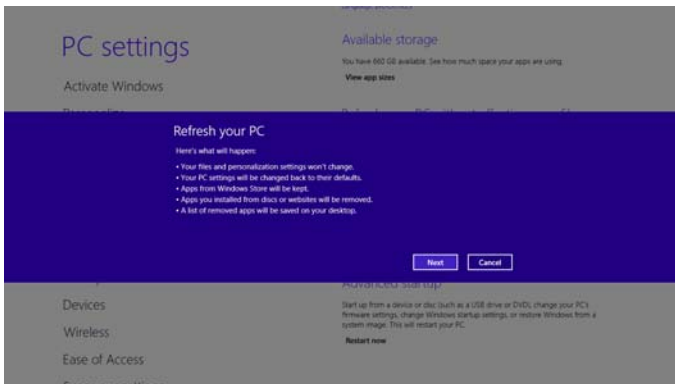 PC settings
Activate Windows
Available storage
You have 660 GB available. See how much space your apps are using.
View app sizes
Refresh your PC
Here's what will happen:
• Your files and personalization settings won't change.
• Your PC settings will be changed back to their defaults.
• Apps from Windows Store will be kept.
• Apps you installed from discs or websites will be removed.
• A list of removed apps will be saved on your desktop.
Next
Cancel
Devices
Wireless
Ease of Access
Advanced startup
Start up from a device or disc (such as a USB drive or DVD), change your PC's
firmware settings, change Windows startup settings, or restore Windows from a
system image. This will restart your PC.
Restart now